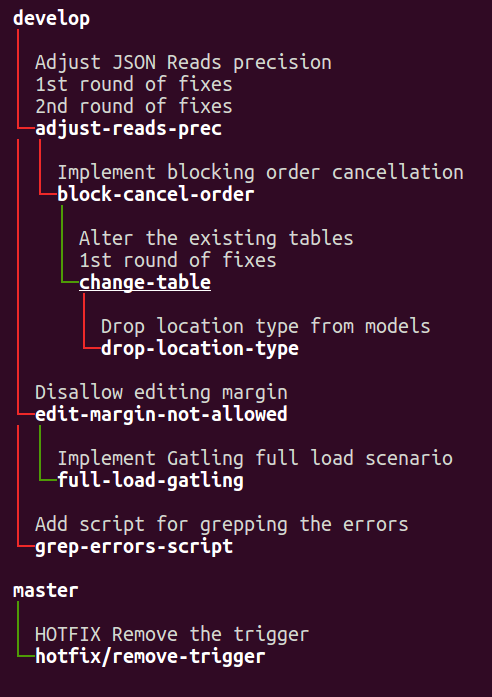 develop
Adjust JSON Reads precision
1st round of fixes
2nd round of fixes
adjust-reads-prec
Implement blocking order cancellation
block-cancel-order
Alter the existing tables
1st round of fixes
change-table
Drop location type from models
drop-location-type
Disallow editing margin
edit-margin-not-allowed
Implement Gatling full load scenario
full-load-gatling
Add script for grepping the errors
grep-errors-script
master
HOTFIX Remove the trigger
hotfix/remove-trigger